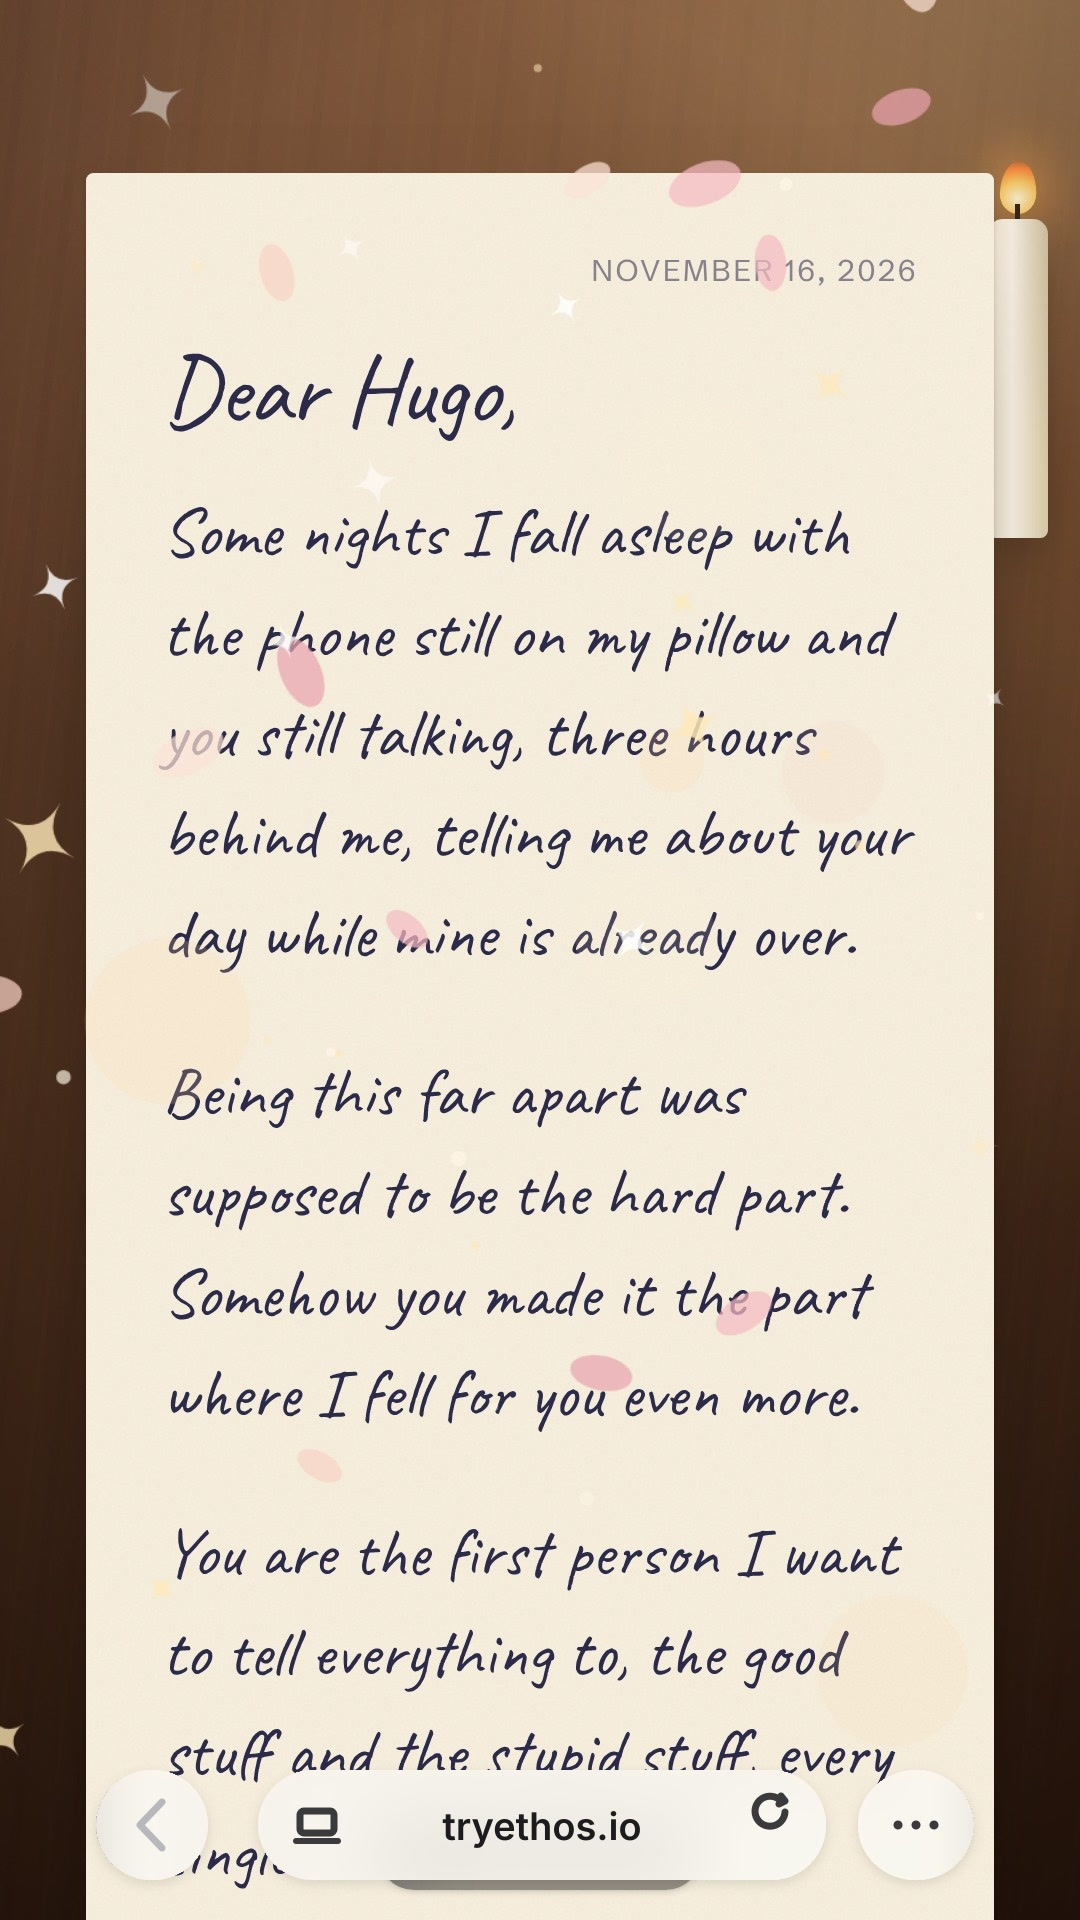 NOVEMBER 16, 2026
Dear Hugo,
Some nights I fall asleep with
the phone still on my pillow and
you still talking, three hours
behind me, telling me about your
day while mine is already over.
Being this far apart was
supposed to be the hard part.
Somehow you made it the part
where I fell for you even more.
You are the first person I want
to tell everything to, the good
stuff and the stupid stuff, every
tryethos.io